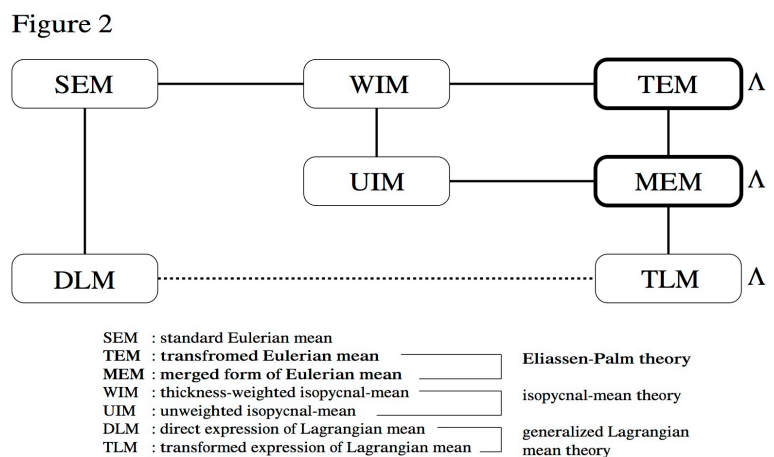 Figure 2
SEM WIM TEM Λ
UIM MEM Λ
DLM TLM Λ
SEM : standard Eulerian mean
TEM : transfromed Eulerian mean
MEM : merged form of Eulerian mean
Eliassen-Palm theory
WIM : thickness-weighted isopycnal-mean
UIM : unweighted isopycnal-mean
isopycnal-mean theory
DLM : direct expression of Lagrangian mean
TLM : transformed expression of Lagrangian mean
generalized Lagrangian
mean theory